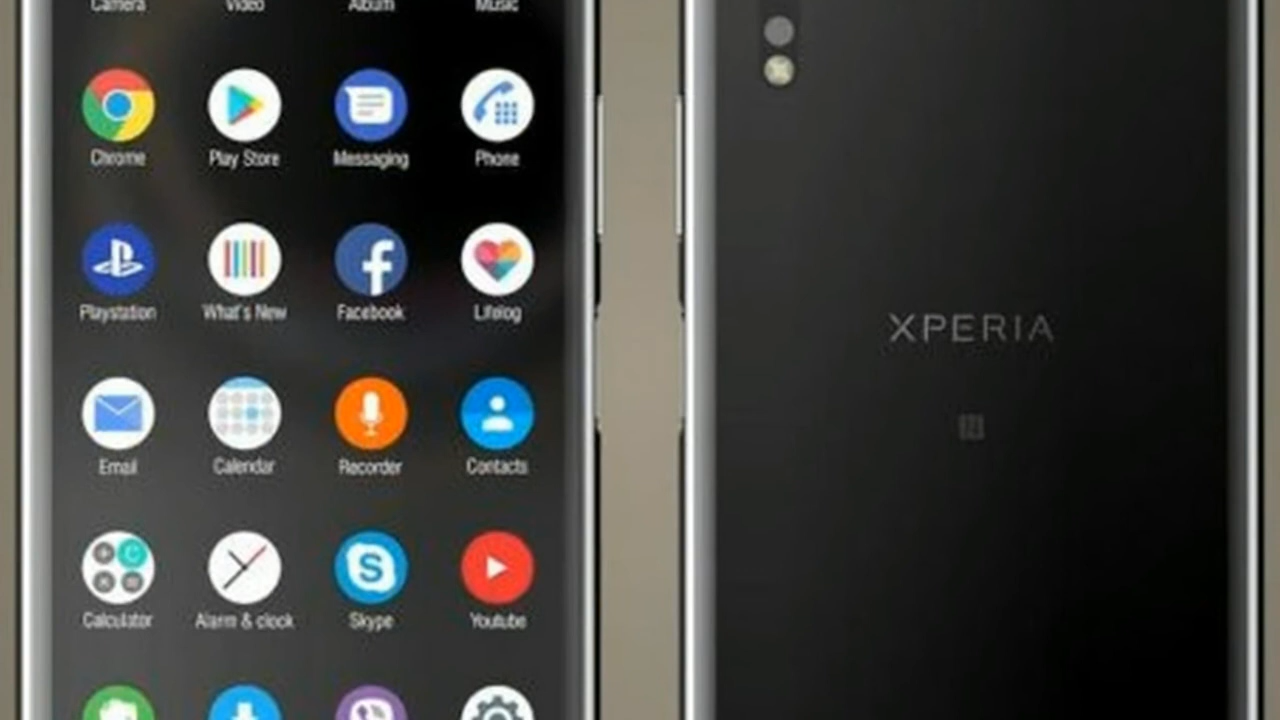 Camera Video Album Music
Chrome Play Store Messaging Phone
Playstation What's New Facebook Lifelog
Email Calendar Recorder Contacts
Calculator Alarm & clock Skype Youtube
XPERIA